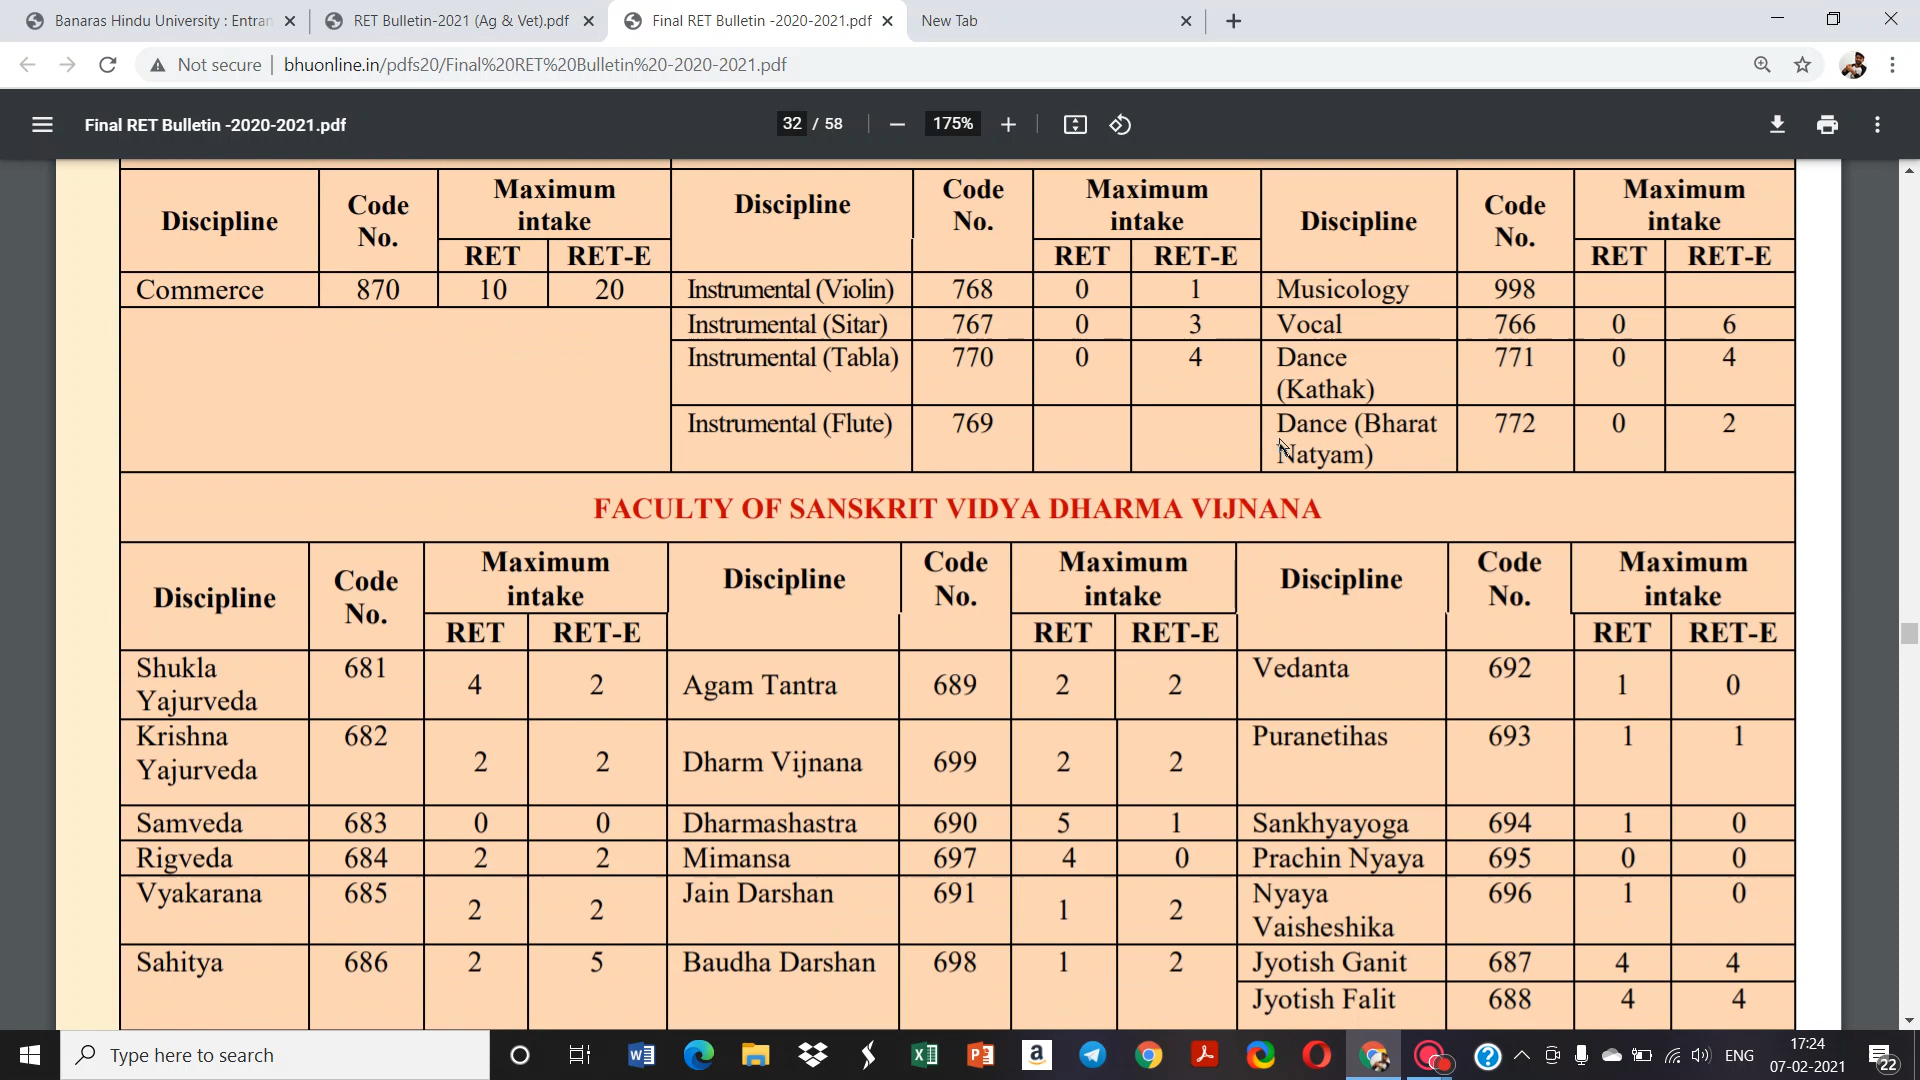 Banaras Hindu University : Entran
RET Bulletin-2021 (Ag & Vet).pdf
Final RET Bulletin -2020-2021.pdf
New Tab
Not secure | bhuonline.in/pdfs20/Final%20RET%20Bulletin%20-2020-2021.pdf
Final RET Bulletin -2020-2021.pdf
32 / 58
175%
Discipline Code No. Maximum intake Discipline Code No. Maximum intake Discipline Code No. Maximum intake
RET RET-E RET RET-E RET RET-E
Commerce 870 10 20 Instrumental (Violin) 768 0 1 Musicology 998
Instrumental (Sitar) 767 0 3 Vocal 766 0 6
Instrumental (Tabla) 770 0 4 Dance (Kathak) 771 0 4
Instrumental (Flute) 769 Dance (Bharat Natyam) 772 0 2
FACULTY OF SANSKRIT VIDYA DHARMA VIJNANA
Discipline Code No. Maximum intake Discipline Code No. Maximum intake Discipline Code No. Maximum intake
RET RET-E RET RET-E RET RET-E
Shukla Yajurveda 681 4 2 Agam Tantra 689 2 2 Vedanta 692 1 0
Krishna Yajurveda 682 2 2 Dharm Vijnana 699 2 2 Puranetihas 693 1 1
Samveda 683 0 0 Dharmashastra 690 5 1 Sankhyayoga 694 1 0
Rigveda 684 2 2 Mimansa 697 4 0 Prachin Nyaya 695 0 0
Vyakarana 685 2 2 Jain Darshan 691 1 2 Nyaya Vaisheshika 696 1 0
Sahitya 686 2 5 Baudha Darshan 698 1 2 Jyotish Ganit 687 4 4
Jyotish Falit 688 4 4
Type here to search
ENG
17:24
07-02-2021
22